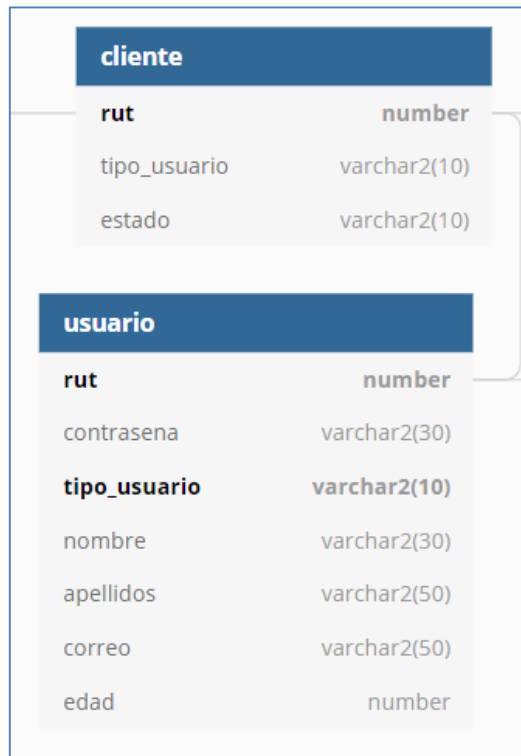 cliente
rut number
tipo_usuario varchar2(10)
estado varchar2(10)
usuario
rut number
contrasena varchar2(30)
tipo_usuario varchar2(10)
nombre varchar2(30)
apellidos varchar2(50)
correo varchar2(50)
edad number